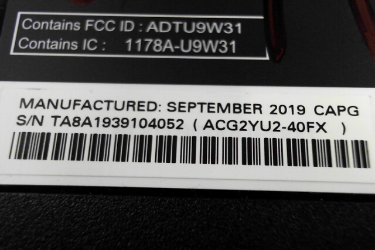 Contains FCC ID : ADTU9W31
Contains IC : 1178A-U9W31
MANUFACTURED: SEPTEMBER 2019 CAPG
S/N TA8A1939104052 ( ACG2YU2-40FX )